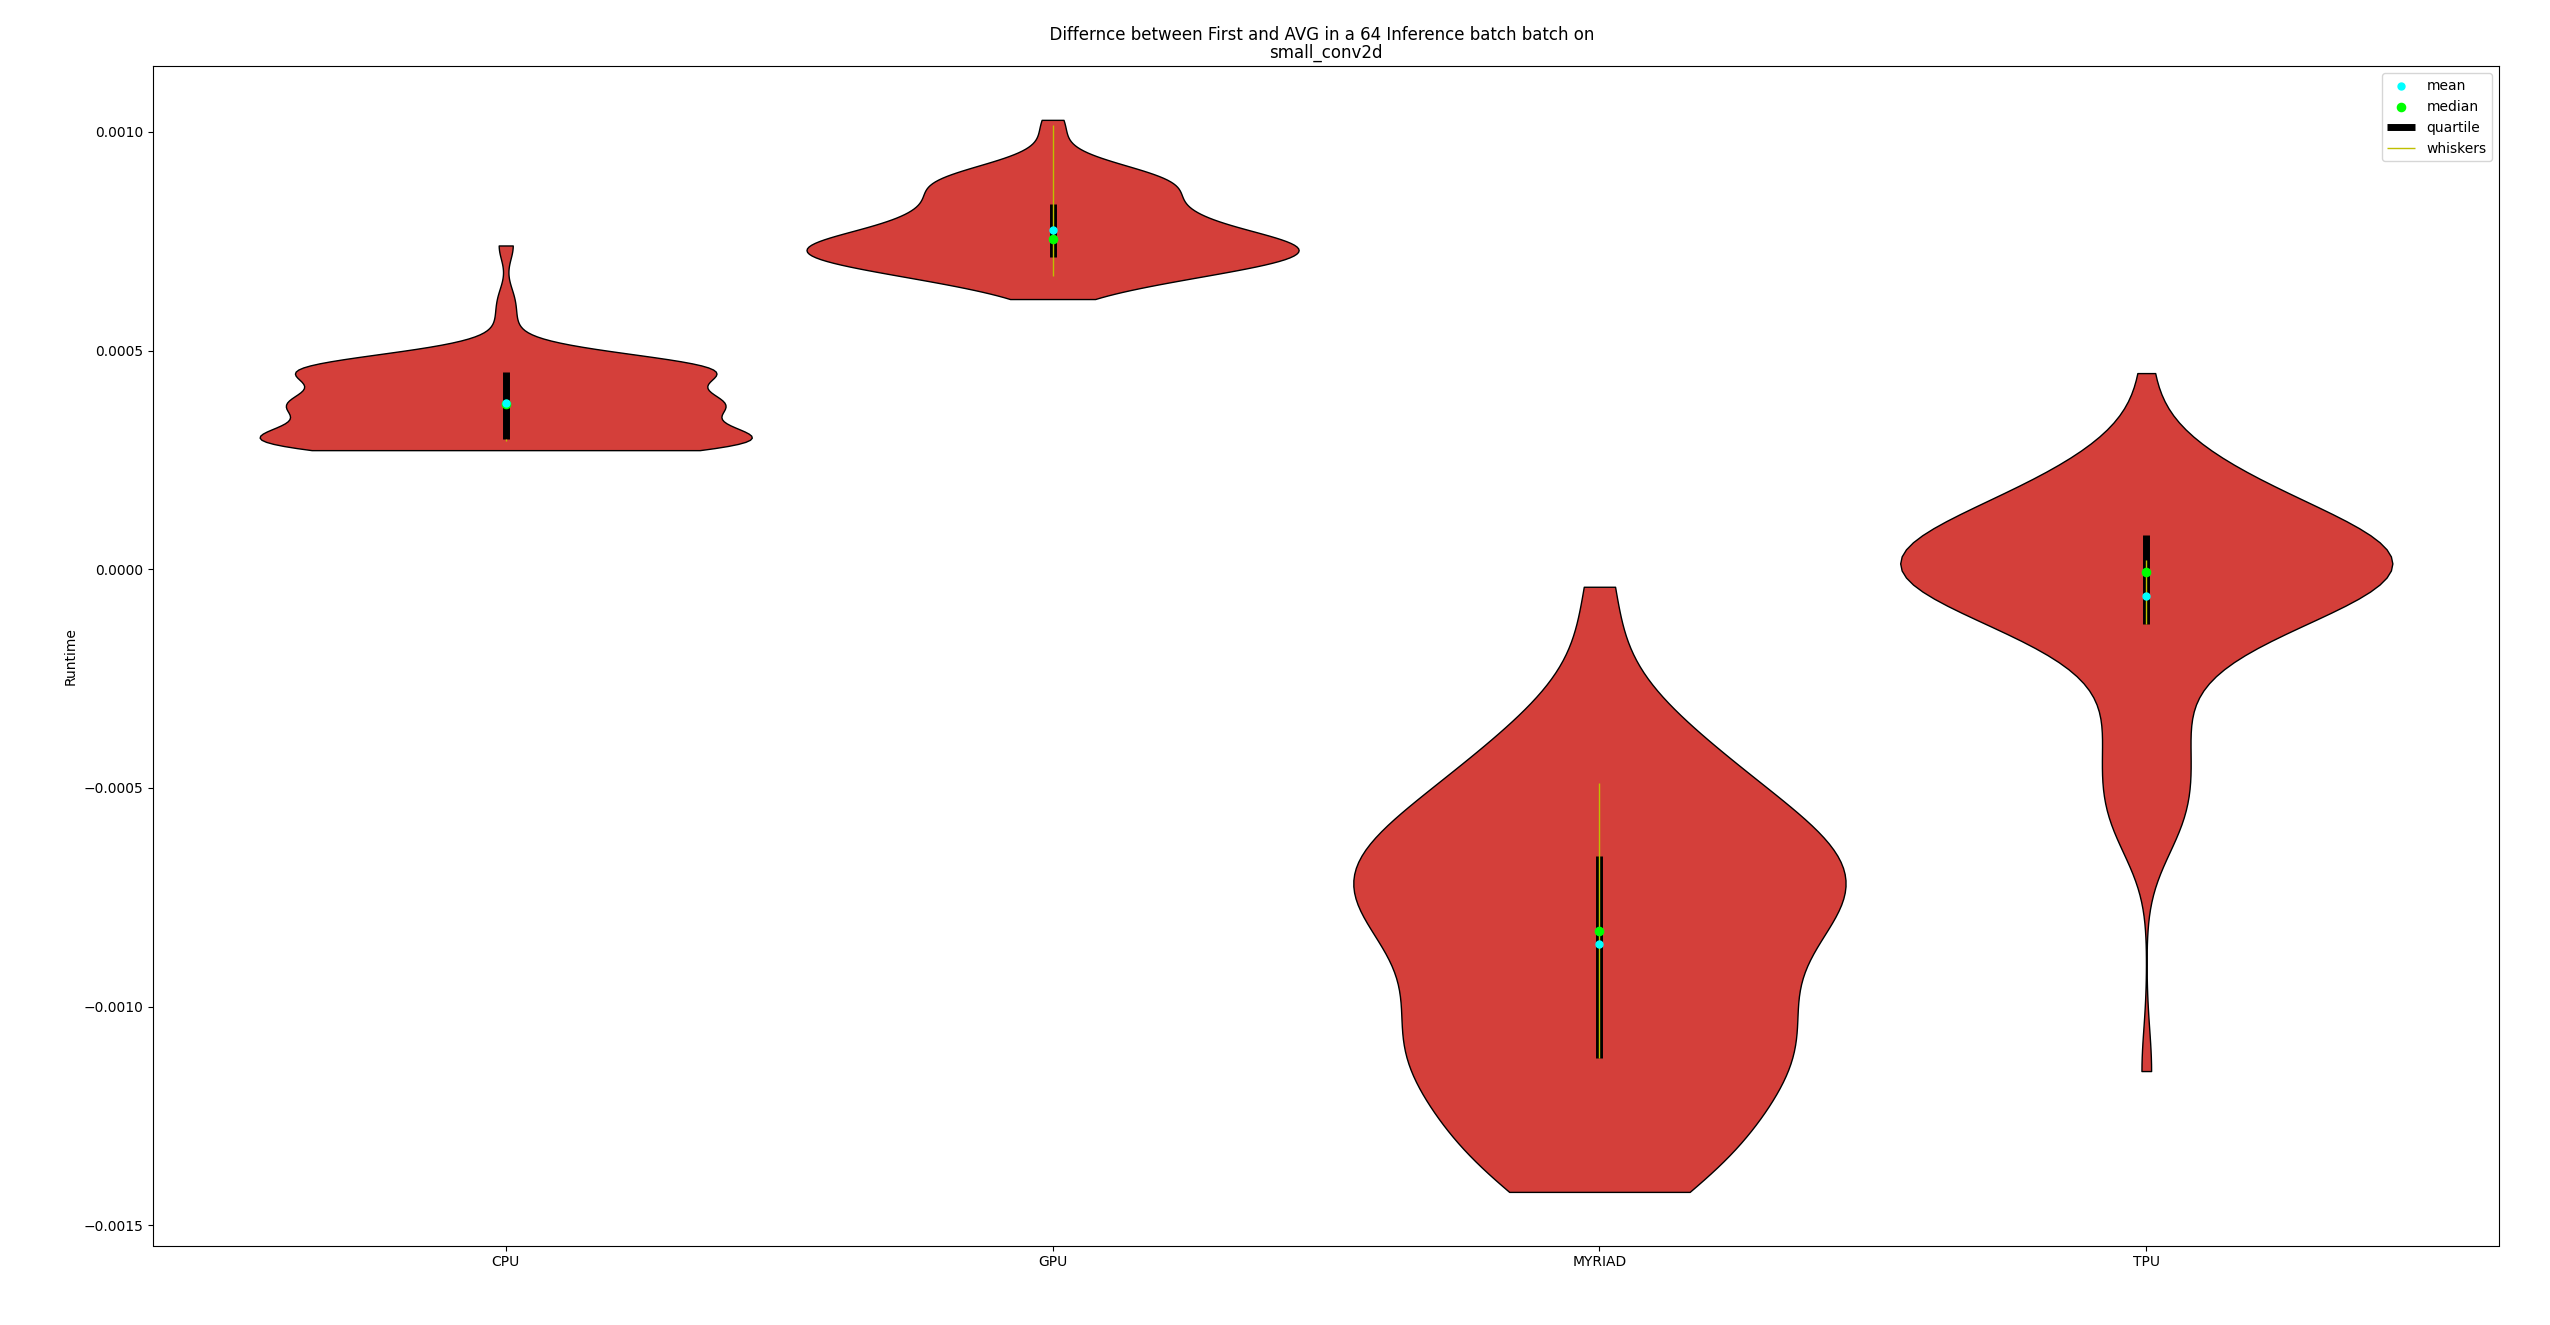 Differnce between First and AVG in a 64 Inference batch batch on
small_conv2d
mean
median
quartile
whiskers
0.0010
0.0005
0.0000
−0.0005
−0.0010
−0.0015
Runtime
CPU
GPU
MYRIAD
TPU